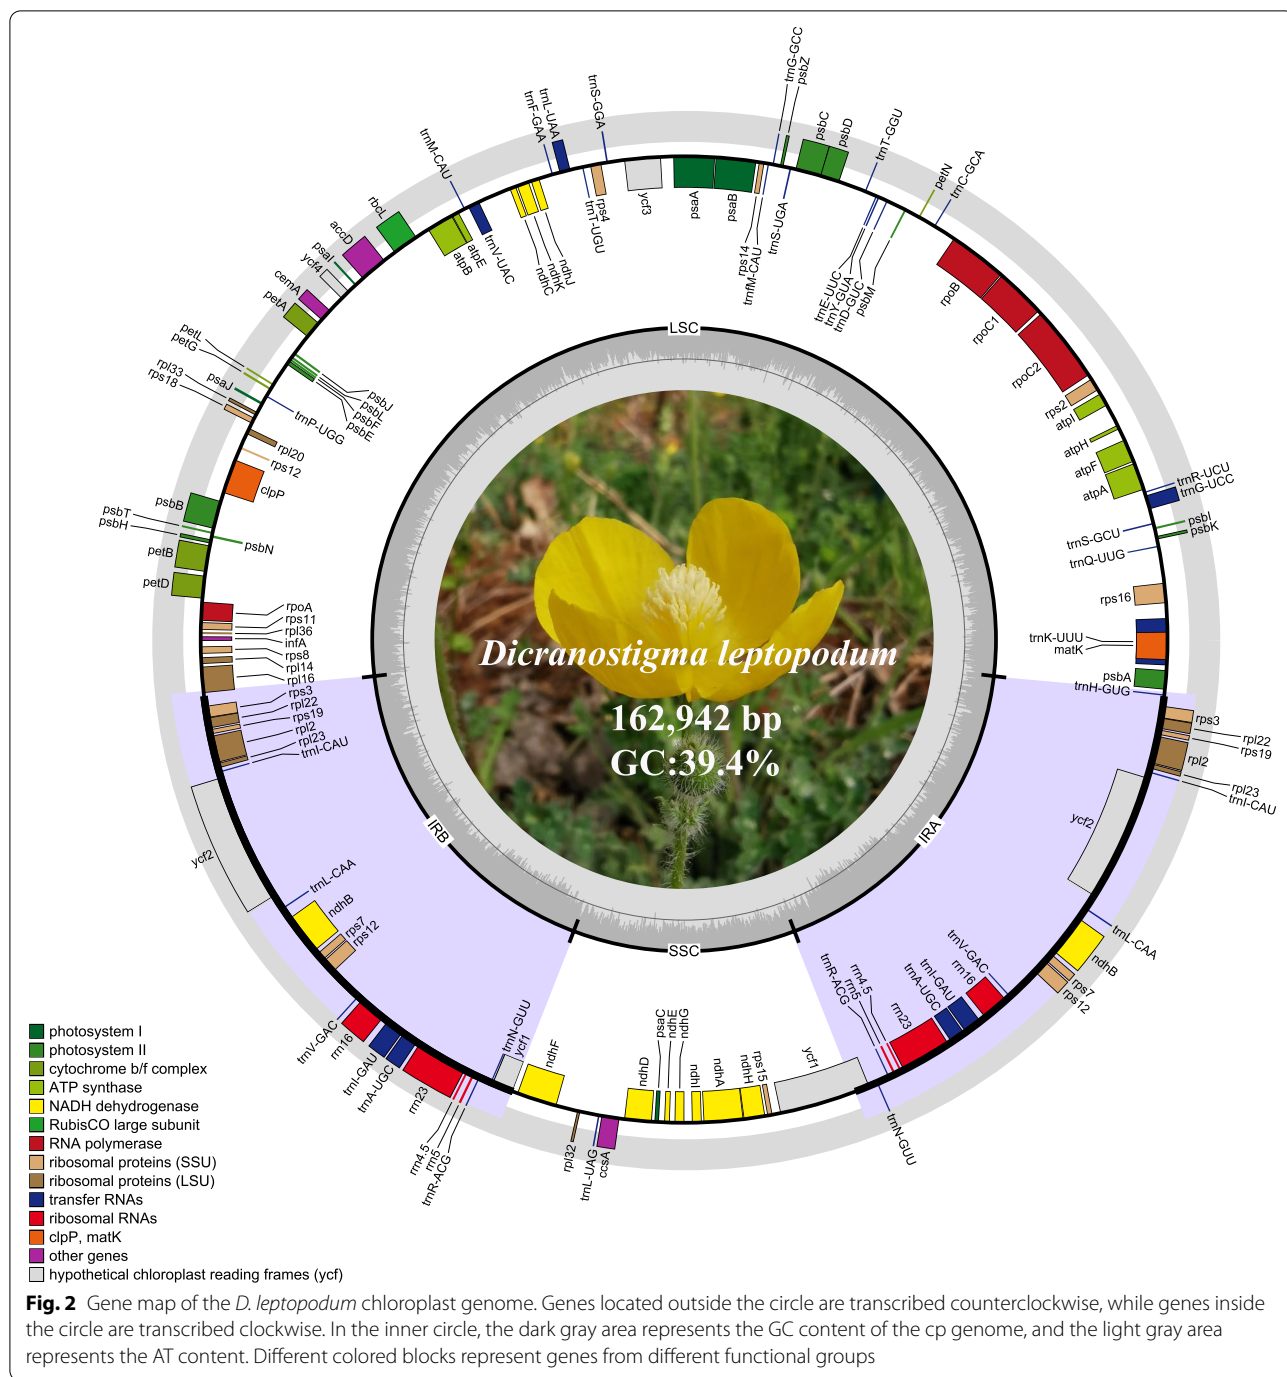 trnG-GCC
psbZ
psbC
psbD
trnT-GGU
petN
trnC-GCA
trnS-GGA
trnL-UAA
trnF-GAA
trnM-CAU
rbcL
accD
psaI
ycf4
cemA
petA
petL
petG
psaJ
rpl33
rps18
psbB
psbT
psbH
petB
petD
atpB
atpE
trnV-UAC
ndhC
ndhK
ndhJ
trnT-UGU
rps4
ycf3
psaA
psaB
rps14
trnfM-CAU
trnS-UGA
trnE-UUC
trnY-GUA
trnD-GUC
psbM
rpoB
rpoC1
rpoC2
rps2
atpI
atpH
atpF
atpA
trnR-UCU
trnG-UCC
psbI
psbK
trnS-GCU
trnQ-UUG
rps16
trnK-UUU
matK
psbA
trnH-GUG
psbJ
psbL
psbF
psbE
trnP-UGG
rpl20
rps12
clpP
psbN
rpoA
rps11
rpl36
infA
rps8
rpl14
rpl16
rps3
rpl22
rps19
rpl2
rpl23
trnI-CAU
LSC
Dicranostigma leptopodum
162,942 bp
GC:39.4%
IRB
IRA
SSC
rps3
rpl22
rps19
rpl2
rpl23
trnI-CAU
ycf2
trnL-CAA
ndhB
rps7
rps12
trnV-GAC
rrn16
trnI-GAU
trnA-UGC
rrn23
rrn4.5
rrn5
trnR-ACG
trnN-GUU
ycf2
trnL-CAA
ndhB
rps7
rps12
trnV-GAC
rrn16
trnI-GAU
trnA-UGC
rrn23
rrn4.5
rrn5
trnR-ACG
trnN-GUU
ycf1
ndhF
rpl32
trnL-UAG
ccsA
ndhD
psaC
ndhE
ndhG
ndhI
ndhA
ndhH
rps15
ycf1
photosystem I
photosystem II
cytochrome b/f complex
ATP synthase
NADH dehydrogenase
RubisCO large subunit
RNA polymerase
ribosomal proteins (SSU)
ribosomal proteins (LSU)
transfer RNAs
ribosomal RNAs
clpP, matK
other genes
hypothetical chloroplast reading frames (ycf)
Fig. 2 Gene map of the D. leptopodum chloroplast genome. Genes located outside the circle are transcribed counterclockwise, while genes inside
the circle are transcribed clockwise. In the inner circle, the dark gray area represents the GC content of the cp genome, and the light gray area
represents the AT content. Different colored blocks represent genes from different functional groups